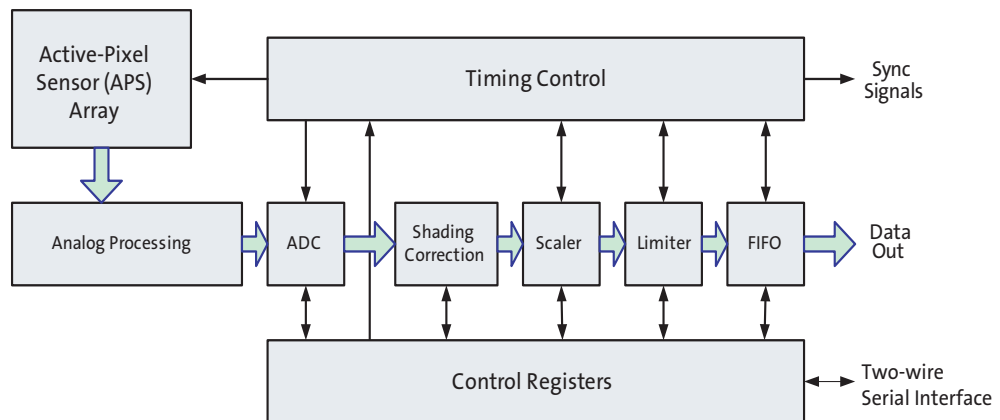 Active-Pixel
Sensor (APS)
Array
Timing Control
Sync
Signals
Analog Processing
ADC
Shading
Correction
Scaler
Limiter
FIFO
Data
Out
Control Registers
Two-wire
Serial Interface